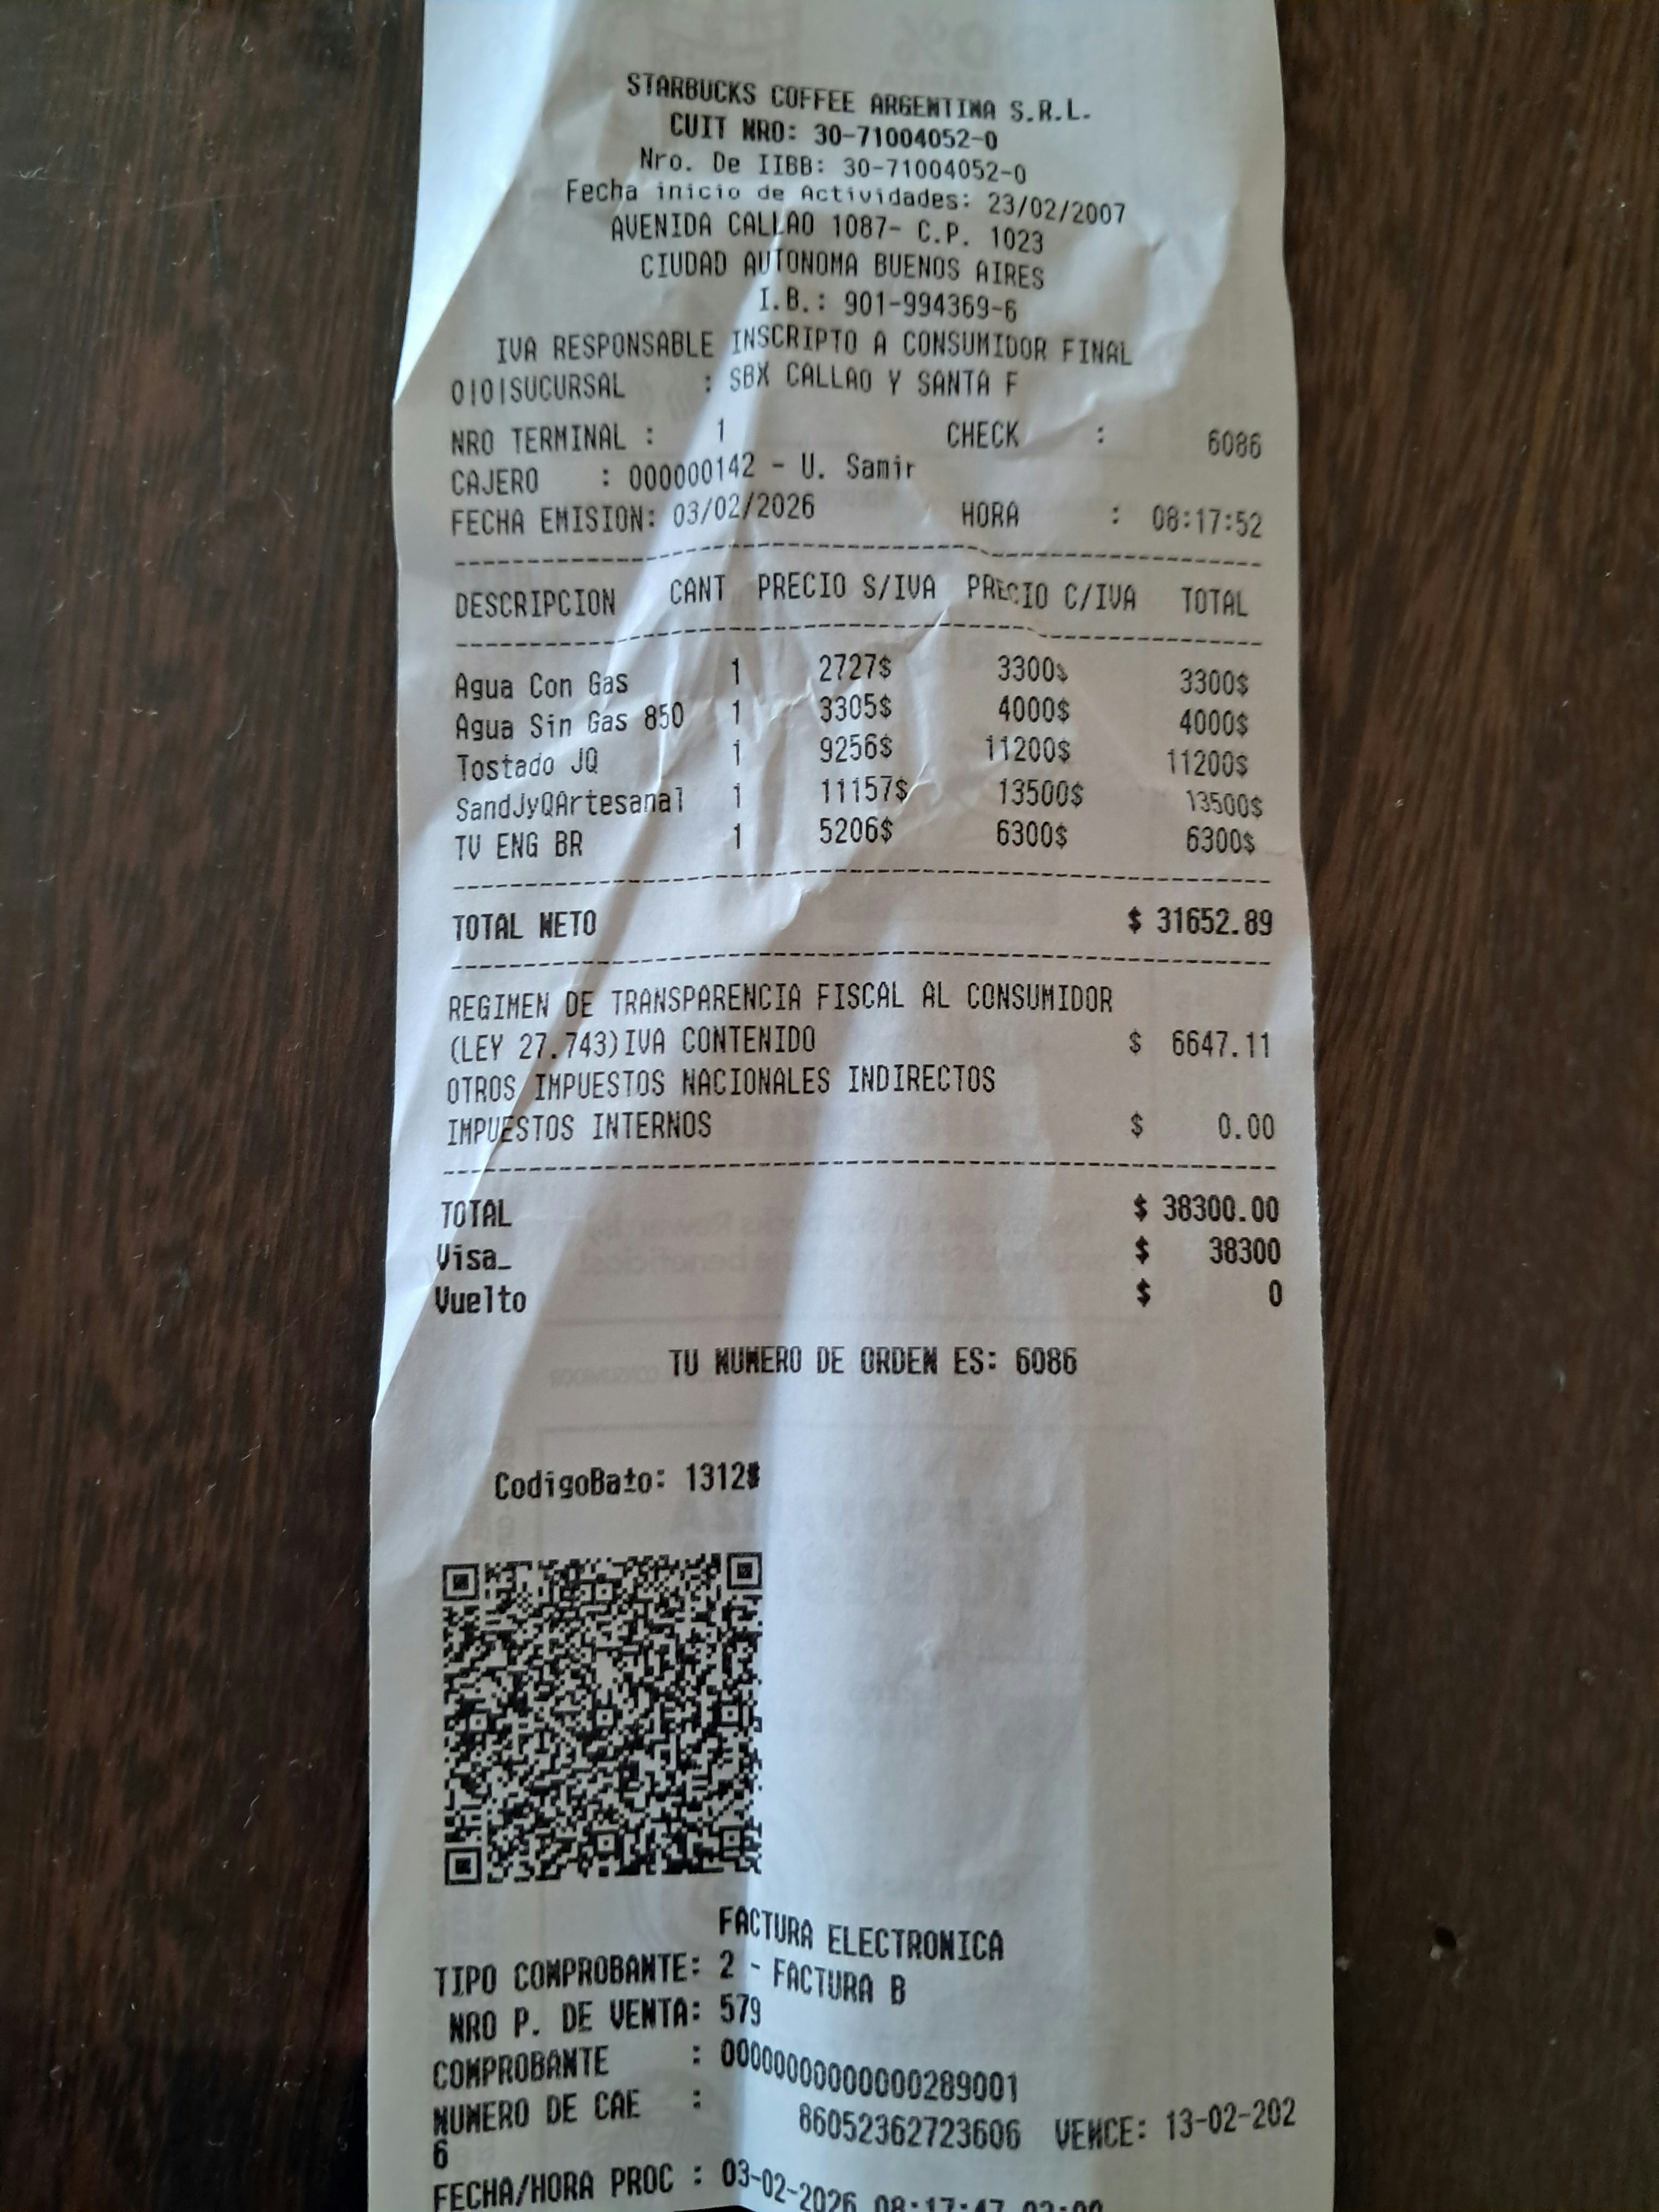 STARBUCKS COFFEE ARGENTINA S.R.L.
CUIT NRO: 30-71004052-0
Nro. De IIBB: 30-71004052-0
Fecha inicio de Actividades: 23/02/2007
AVENIDA CALLAO 1087- C.P. 1023
CIUDAD AUTONOMA BUENOS AIRES
I.B.: 901-994369-6
IVA RESPONSABLE INSCRIPTO A CONSUMIDOR FINAL
0|0|SUCURSAL : SBX CALLAO Y SANTA F
NRO TERMINAL : 1 CHECK : 6086
CAJERO : 000000142 - U. Samir
FECHA EMISION: 03/02/2026 HORA : 08:17:52
DESCRIPCION CANT PRECIO S/IVA PRECIO C/IVA TOTAL
Agua Con Gas 1 2727$ 3300$ 3300$
Agua Sin Gas 850 1 3305$ 4000$ 4000$
Tostado JQ 1 9256$ 11200$ 11200$
SandJyQArtesanal 1 11157$ 13500$ 13500$
TV ENG BR 1 5206$ 6300$ 6300$
TOTAL NETO $ 31652.89
REGIMEN DE TRANSPARENCIA FISCAL AL CONSUMIDOR
(LEY 27.743)IVA CONTENIDO $ 6647.11
OTROS IMPUESTOS NACIONALES INDIRECTOS
IMPUESTOS INTERNOS $ 0.00
TOTAL $ 38300.00
Visa_ $ 38300
Vuelto $ 0
TU NUMERO DE ORDEN ES: 6086
CodigoBaño: 1312#
FACTURA ELECTRONICA
TIPO COMPROBANTE: 2 - FACTURA B
NRO P. DE VENTA: 579
COMPROBANTE : 00000000000000289001
NUMERO DE CAE : 86052362723606 VENCE: 13-02-202
6
FECHA/HORA PROC : 03-02-2026 08:17:47